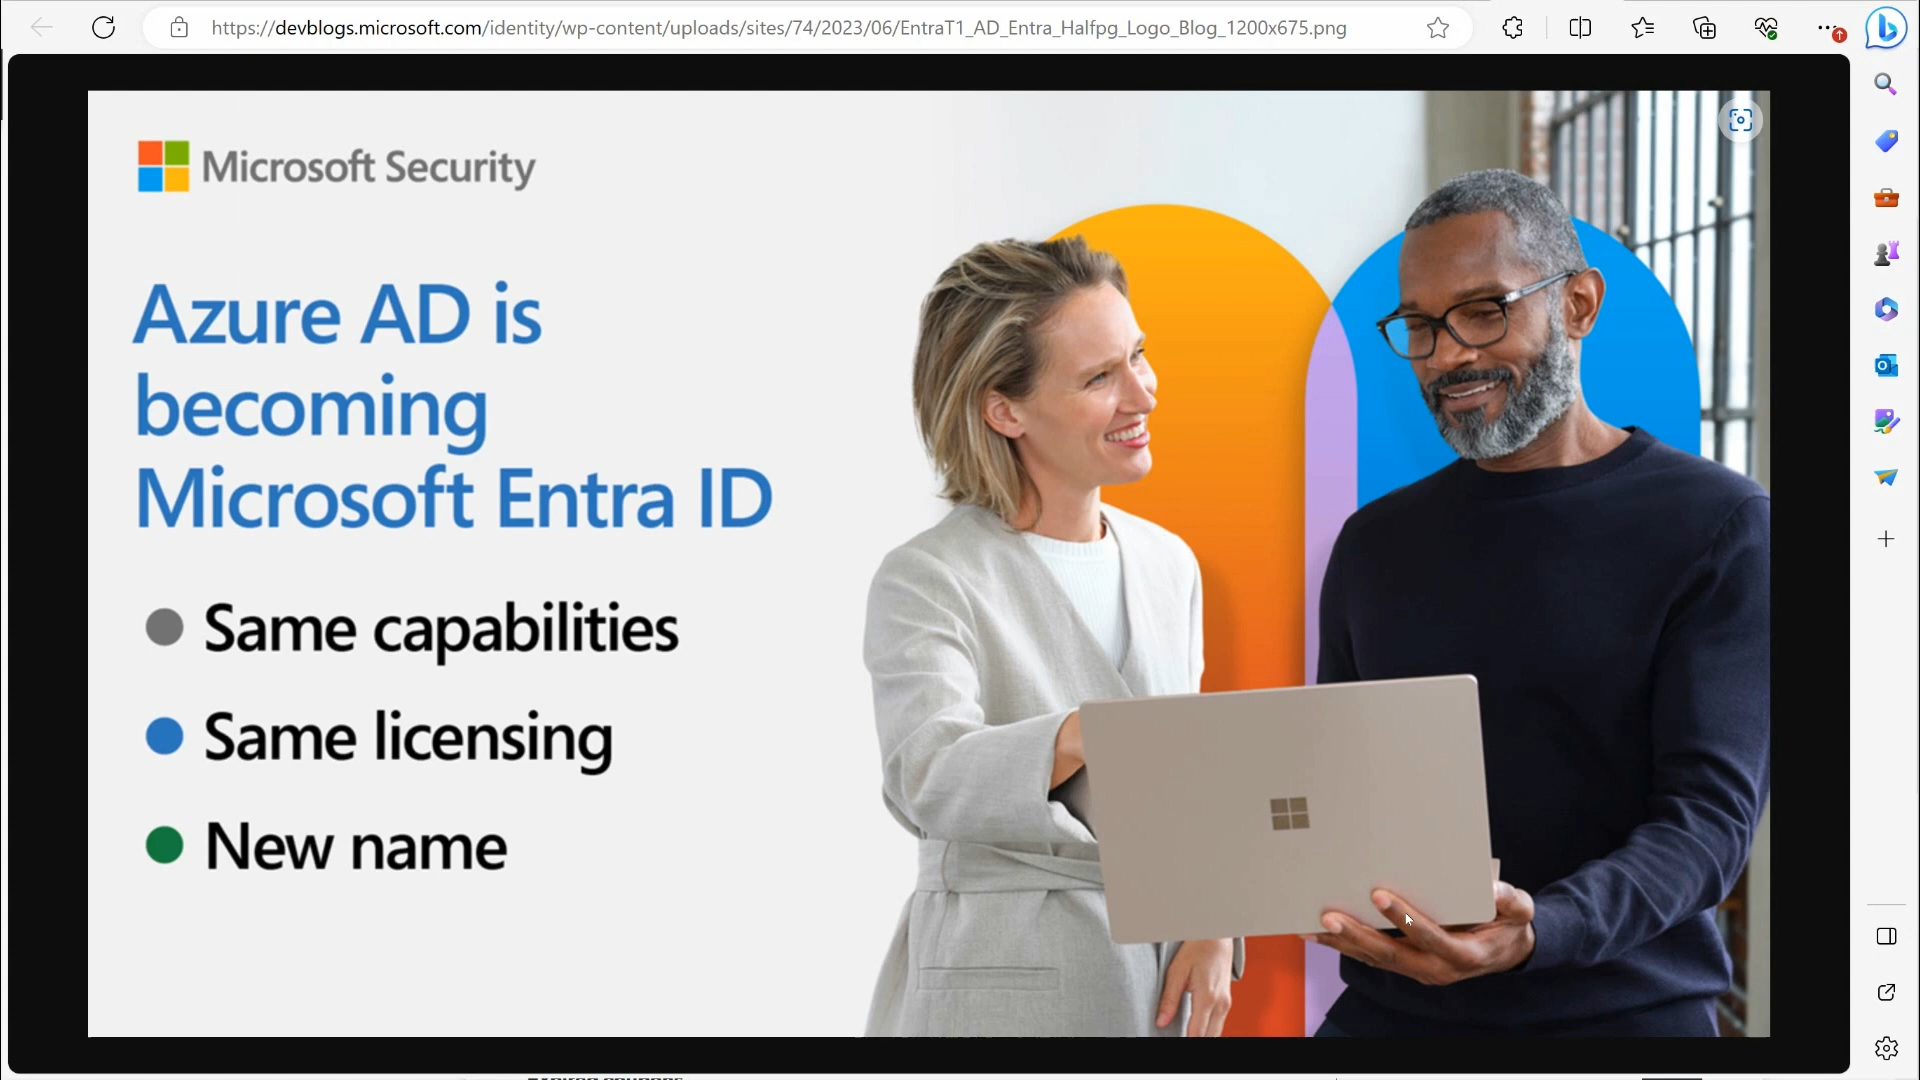 https://devblogs.microsoft.com/identity/wp-content/uploads/sites/74/2023/06/EntraT1_AD_Entra_Halfpg_Logo_Blog_1200x675.png
Microsoft Security
Azure AD is
becoming
Microsoft Entra ID
Same capabilities
Same licensing
New name